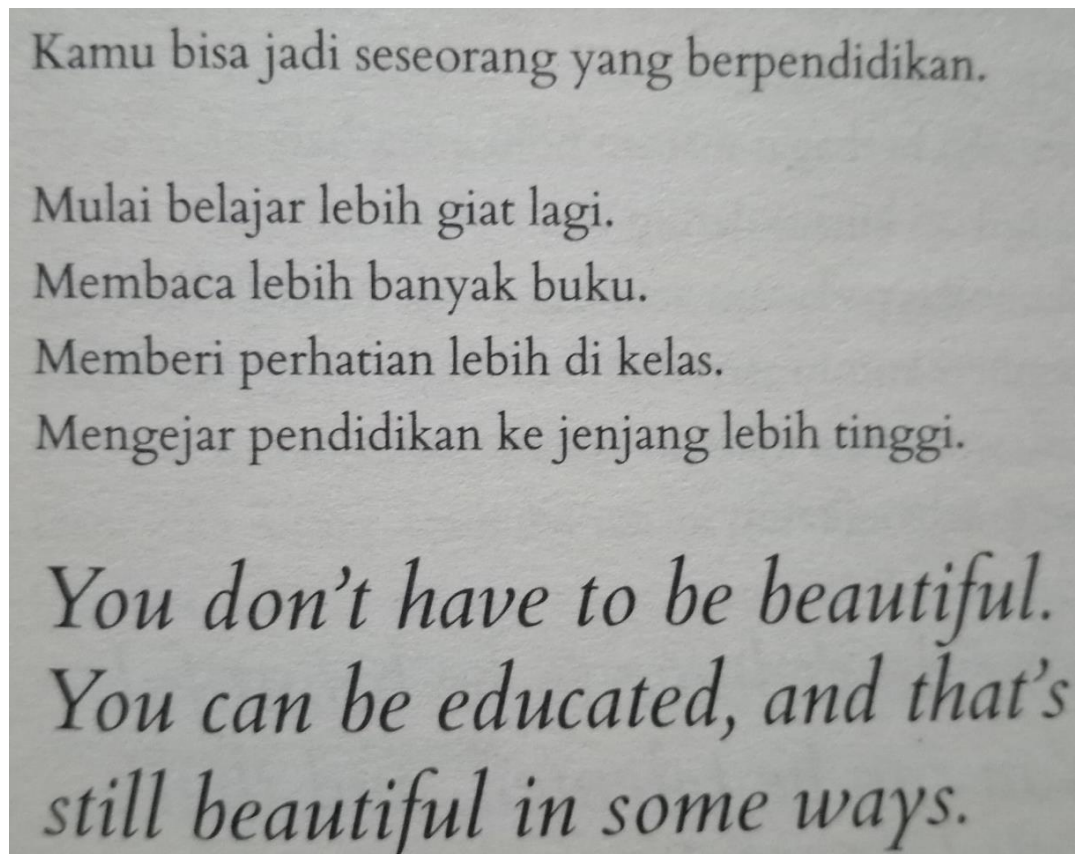 Kamu bisa jadi seseorang yang berpendidikan.
Mulai belajar lebih giat lagi.
Membaca lebih banyak buku.
Memberi perhatian lebih di kelas.
Mengejar pendidikan ke jenjang lebih tinggi.
You don’t have to be beautiful.
You can be educated, and that’s
still beautiful in some ways.